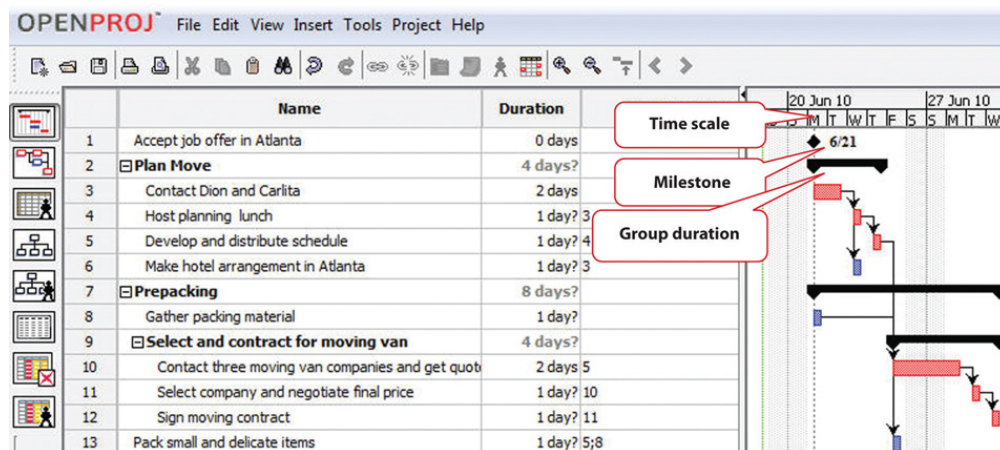 OPENPROJ™ File Edit View Insert Tools Project Help
Name Duration
20 Jun 10 27 Jun 10
S S M T W T F S S M T W
Time scale
1 Accept job offer in Atlanta 0 days
6/21
2 Plan Move 4 days?
Milestone
3 Contact Dion and Carlita 2 days
4 Host planning lunch 1 day? 3
Group duration
5 Develop and distribute schedule 1 day? 4
6 Make hotel arrangement in Atlanta 1 day? 3
7 Prepacking 8 days?
8 Gather packing material 1 day?
9 Select and contract for moving van 4 days?
10 Contact three moving van companies and get quot 2 days 5
11 Select company and negotiate final price 1 day? 10
12 Sign moving contract 1 day? 11
13 Pack small and delicate items 1 day? 5;8